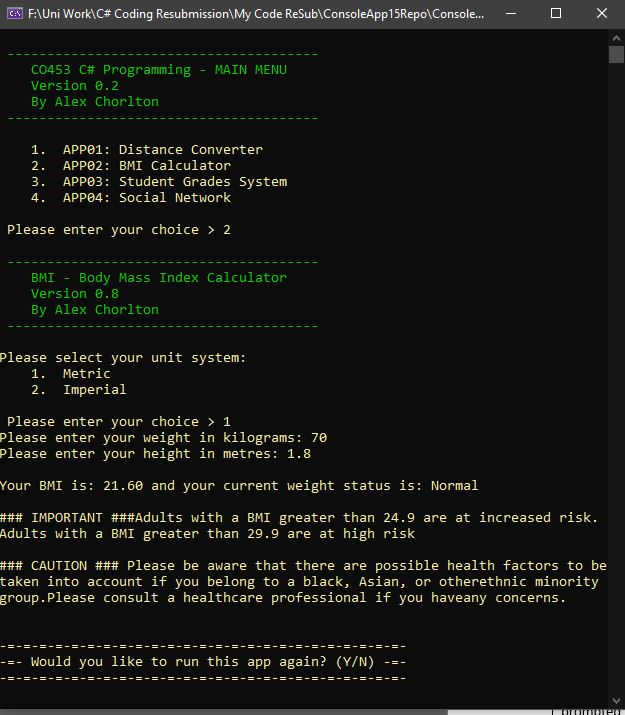 F:\Uni Work\C# Coding Resubmission\My Code ReSub\ConsoleApp15Repo\Console...
----------------------------------------
CO453 C# Programming - MAIN MENU
Version 0.2
By Alex Chorlton
----------------------------------------
1. APP01: Distance Converter
2. APP02: BMI Calculator
3. APP03: Student Grades System
4. APP04: Social Network
Please enter your choice > 2
----------------------------------------
BMI - Body Mass Index Calculator
Version 0.8
By Alex Chorlton
----------------------------------------
Please select your unit system:
1. Metric
2. Imperial
Please enter your choice > 1
Please enter your weight in kilograms: 70
Please enter your height in metres: 1.8
Your BMI is: 21.60 and your current weight status is: Normal
### IMPORTANT ###Adults with a BMI greater than 24.9 are at increased risk.
Adults with a BMI greater than 29.9 are at high risk
### CAUTION ### Please be aware that there are possible health factors to be
taken into account if you belong to a black, Asian, or otherethnic minority
group.Please consult a healthcare professional if you haveany concerns.
-=-=-=-=-=-=-=-=-=-=-=-=-=-=-=-=-=-=-=-=-=-=-=-=-=-
-=- Would you like to run this app again? (Y/N) -=-
-=-=-=-=-=-=-=-=-=-=-=-=-=-=-=-=-=-=-=-=-=-=-=-=-=-
prompted